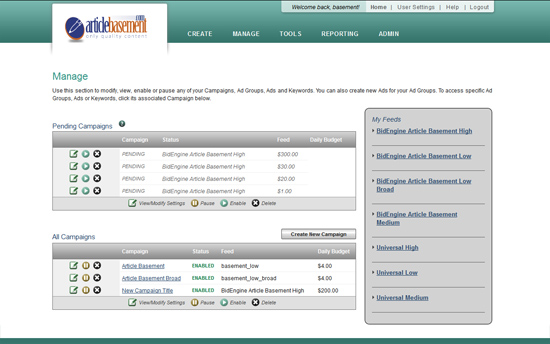 Welcome back, basement! Home | User Settings | Help | Logout
articlebasement.com
only quality content
CREATE MANAGE TOOLS REPORTING ADMIN
Manage
Use this section to modify, view, enable or pause any of your Campaigns, Ad Groups, Ads and Keywords. You can also create new Ads for your Ad Groups. To access specific Ad
Groups, Ads or Keywords, click its associated Campaign below.
Pending Campaigns ?
Campaign Status Feed Daily Budget
PENDING BidEngine Article Basement High $300.00
PENDING BidEngine Article Basement High $30.00
PENDING BidEngine Article Basement High $20.00
PENDING BidEngine Article Basement High $1.00
View/Modify Settings Pause Enable Delete
All Campaigns Create New Campaign
Campaign Status Feed Daily Budget
Article Basement ENABLED basement_low $4.00
Article Basement Broad ENABLED basement_low_broad $4.00
New Campaign Title ENABLED BidEngine Article Basement High $200.00
View/Modify Settings Pause Enable Delete
My Feeds
BidEngine Article Basement High
BidEngine Article Basement Low
BidEngine Article Basement Low
Broad
BidEngine Article Basement
Medium
Universal High
Universal Low
Universal Medium